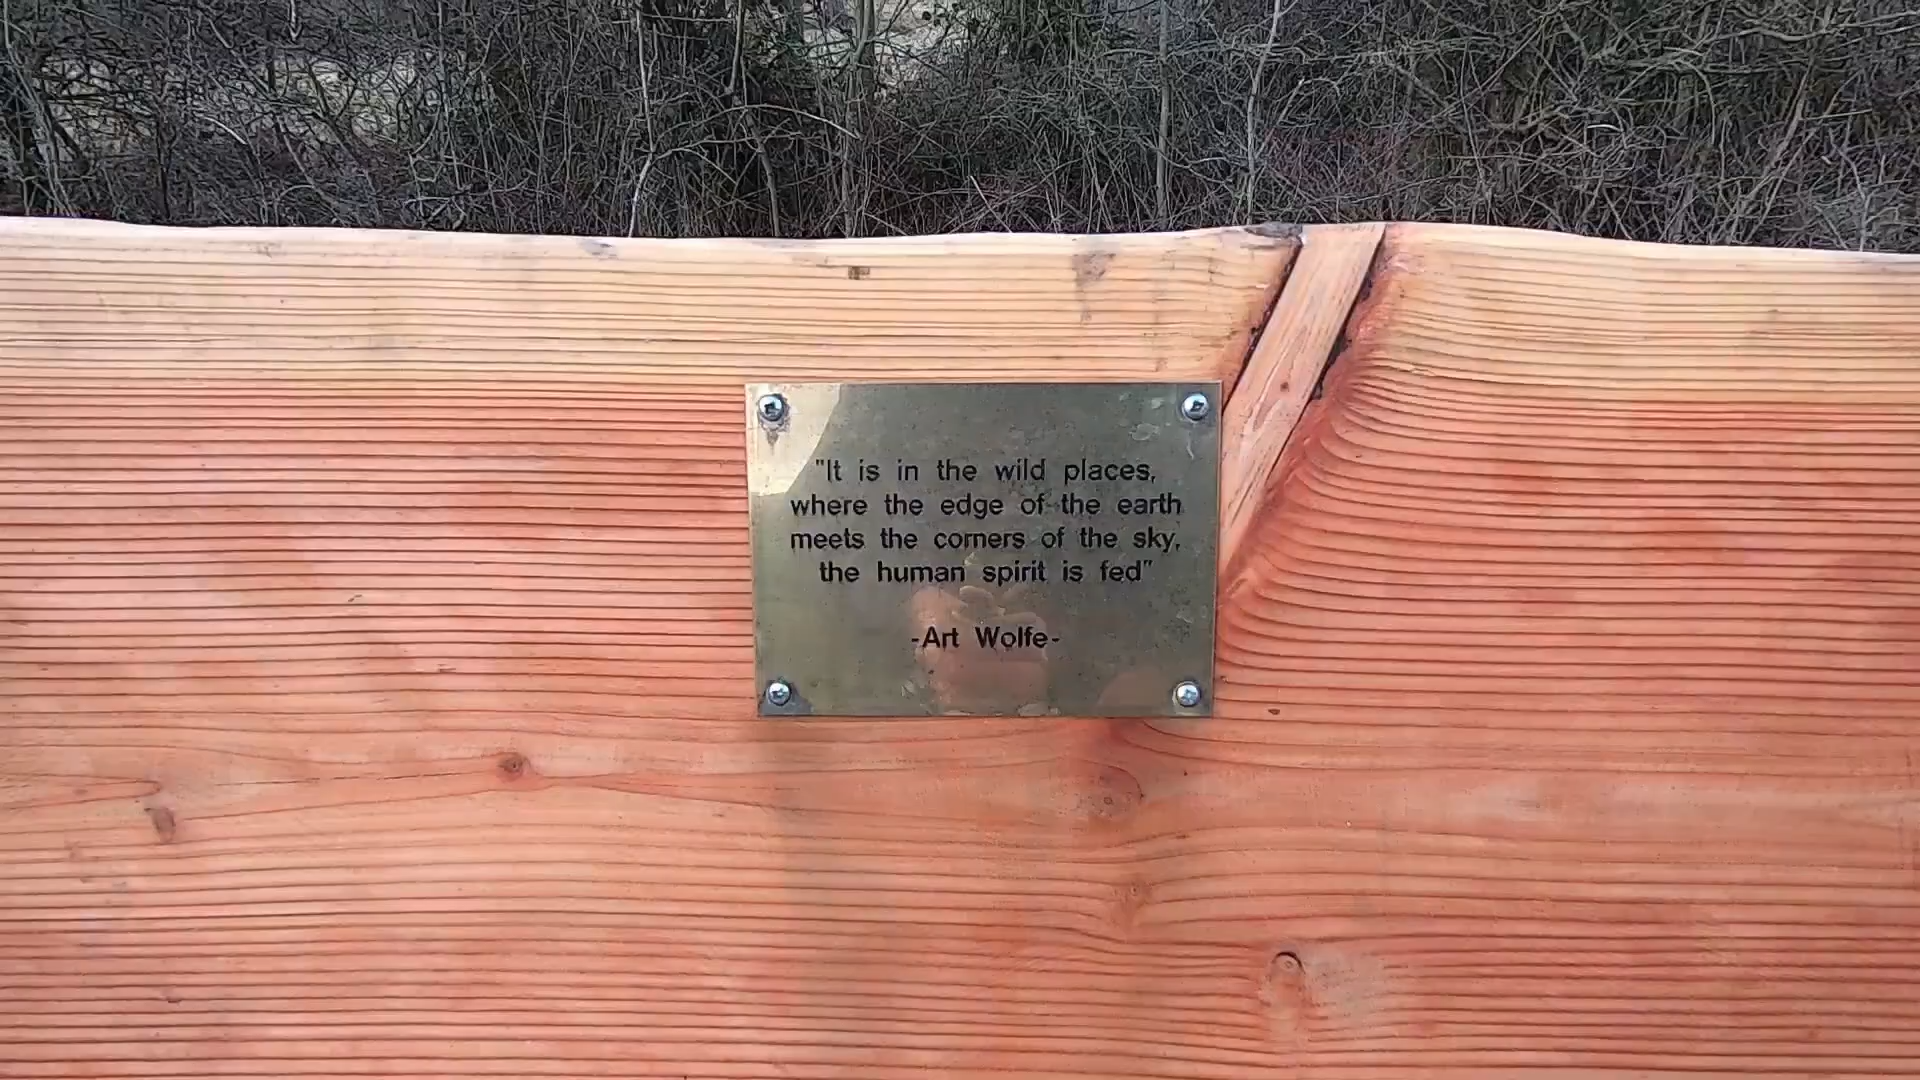 "It is in the wild places,
where the edge of the earth
meets the corners of the sky,
the human spirit is fed"
-Art Wolfe-